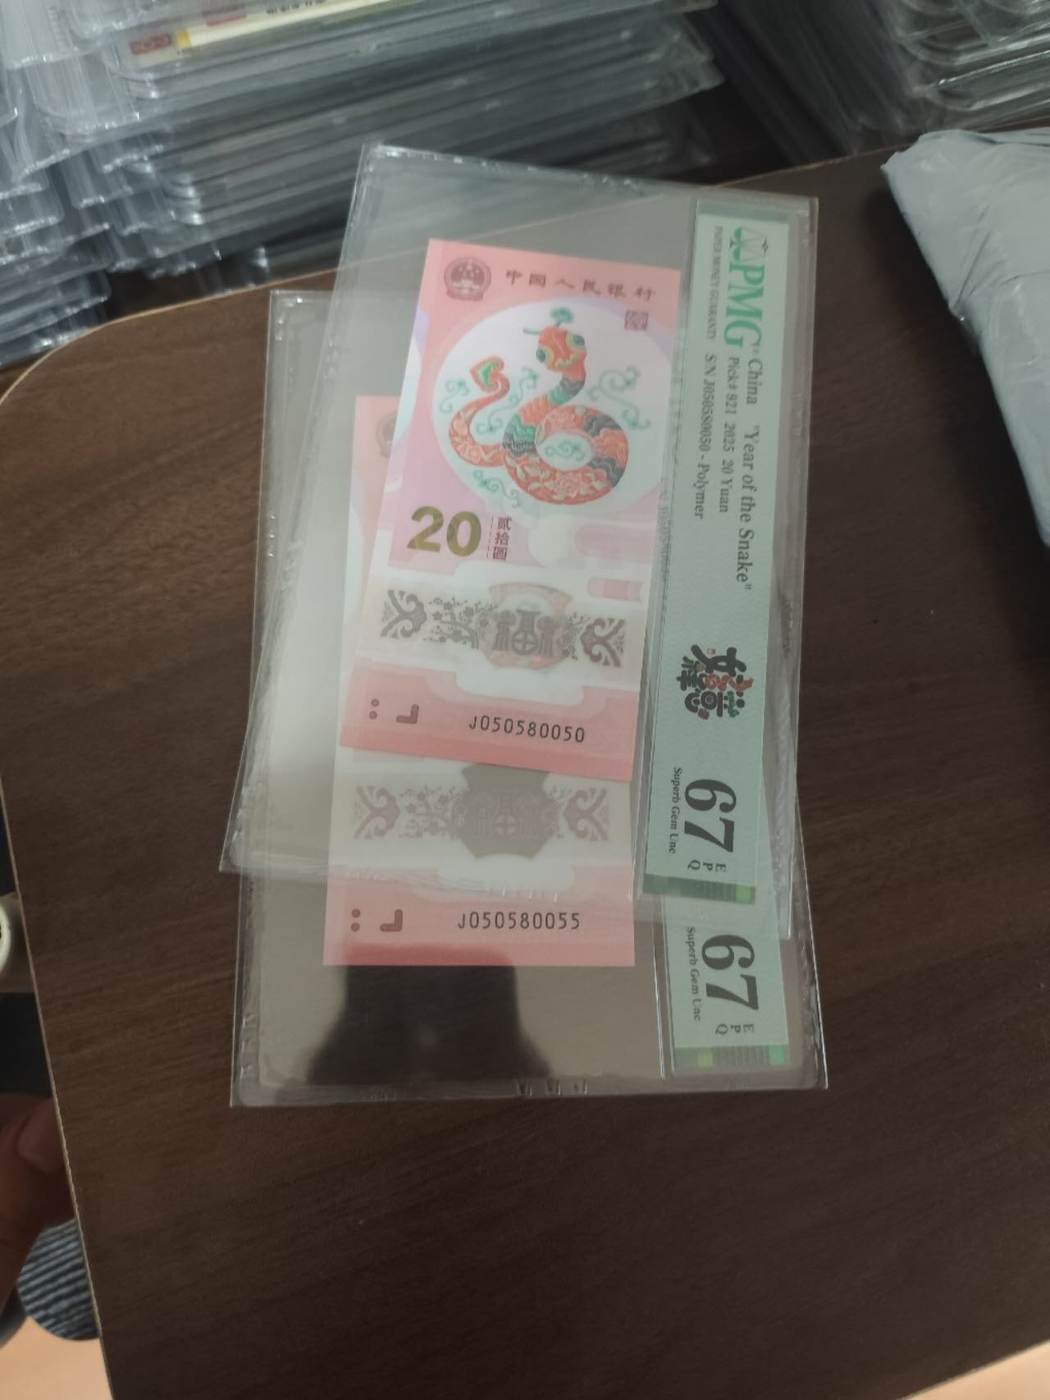 中国人民银行
20
贰拾圆
J050580050
PMG
PAPER MONEY GUARANTY
China "Year of the Snake"
Pick# 921 2025 20 Yuan
S/N J050580050 - Polymer
67 EPQ
Superb Gem Unc
J050580055
67 EPQ
Superb Gem Unc